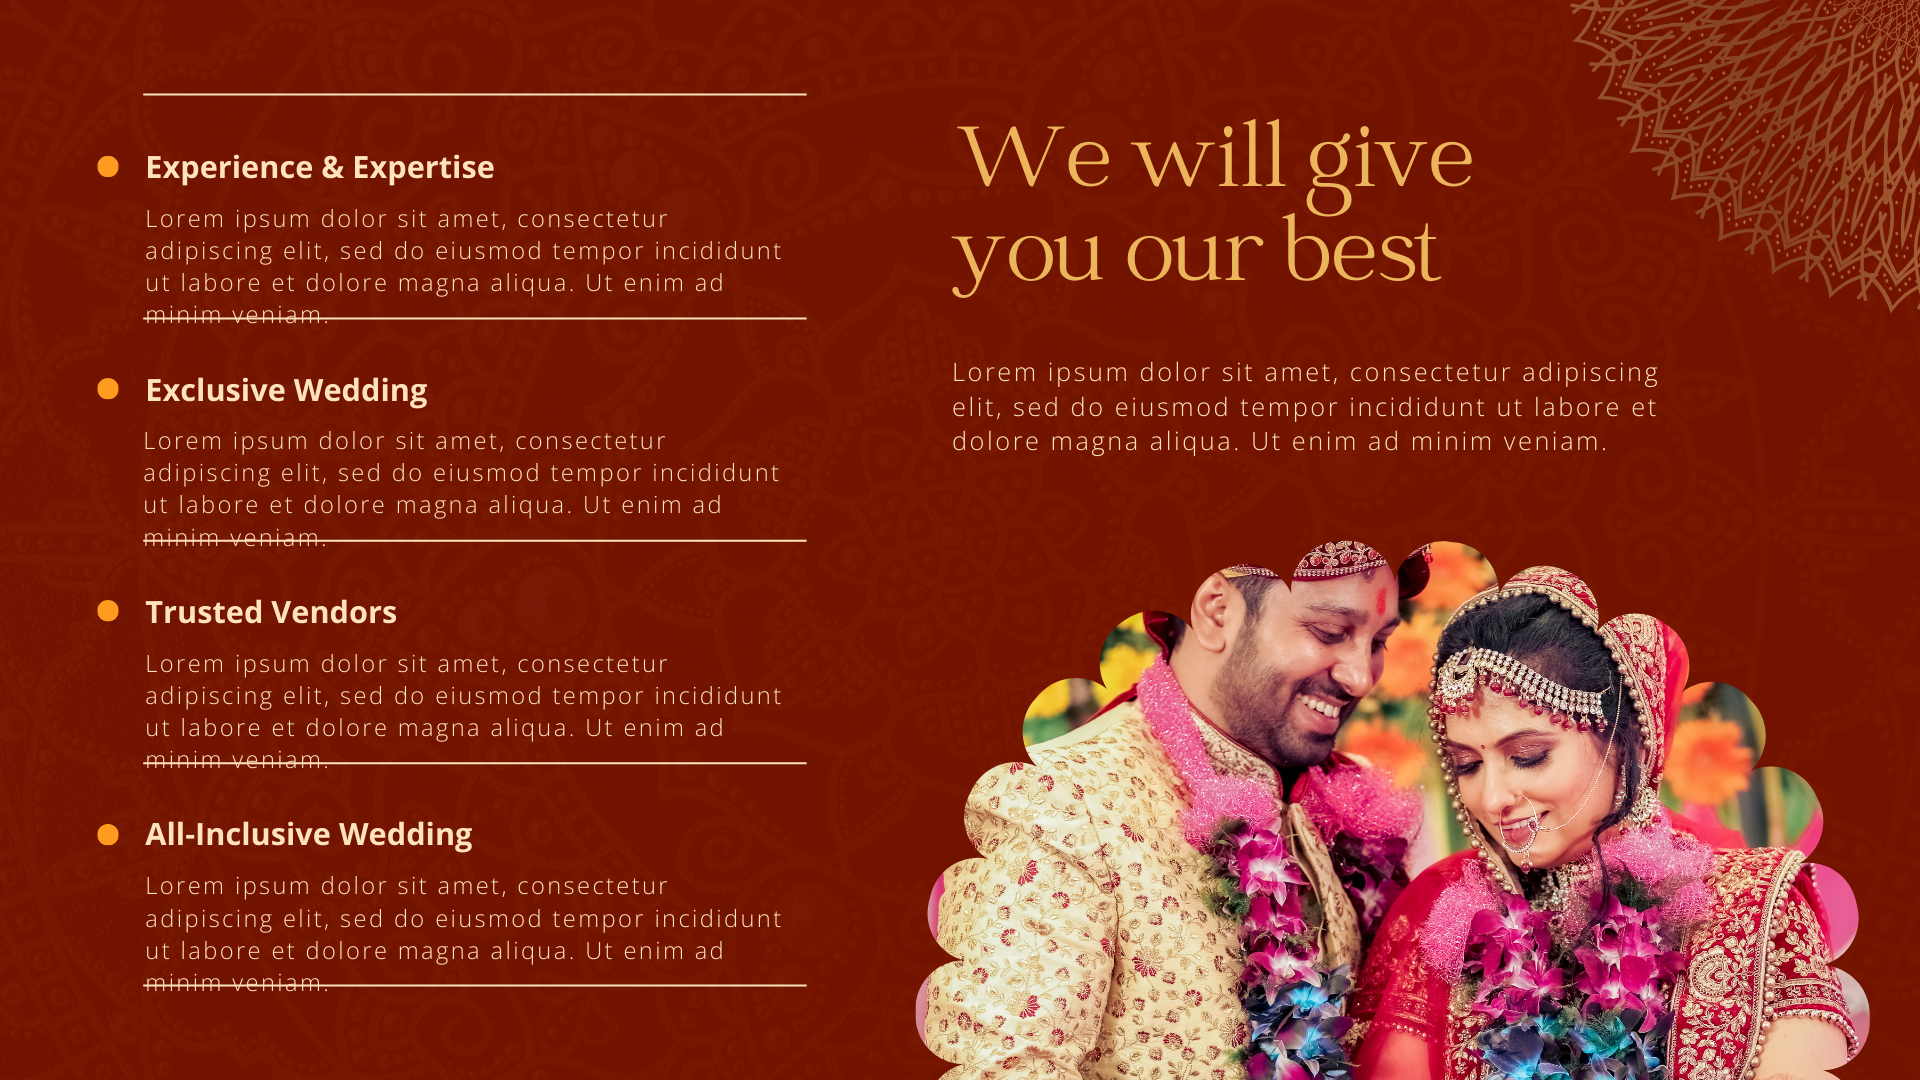 Experience & Expertise
Lorem ipsum dolor sit amet, consectetur
adipiscing elit, sed do eiusmod tempor incididunt
ut labore et dolore magna aliqua. Ut enim ad
minim veniam.
Exclusive Wedding
Lorem ipsum dolor sit amet, consectetur
adipiscing elit, sed do eiusmod tempor incididunt
ut labore et dolore magna aliqua. Ut enim ad
minim veniam.
Trusted Vendors
Lorem ipsum dolor sit amet, consectetur
adipiscing elit, sed do eiusmod tempor incididunt
ut labore et dolore magna aliqua. Ut enim ad
minim veniam.
All-Inclusive Wedding
Lorem ipsum dolor sit amet, consectetur
adipiscing elit, sed do eiusmod tempor incididunt
ut labore et dolore magna aliqua. Ut enim ad
minim veniam.
We will give
you our best
Lorem ipsum dolor sit amet, consectetur adipiscing
elit, sed do eiusmod tempor incididunt ut labore et
dolore magna aliqua. Ut enim ad minim veniam.